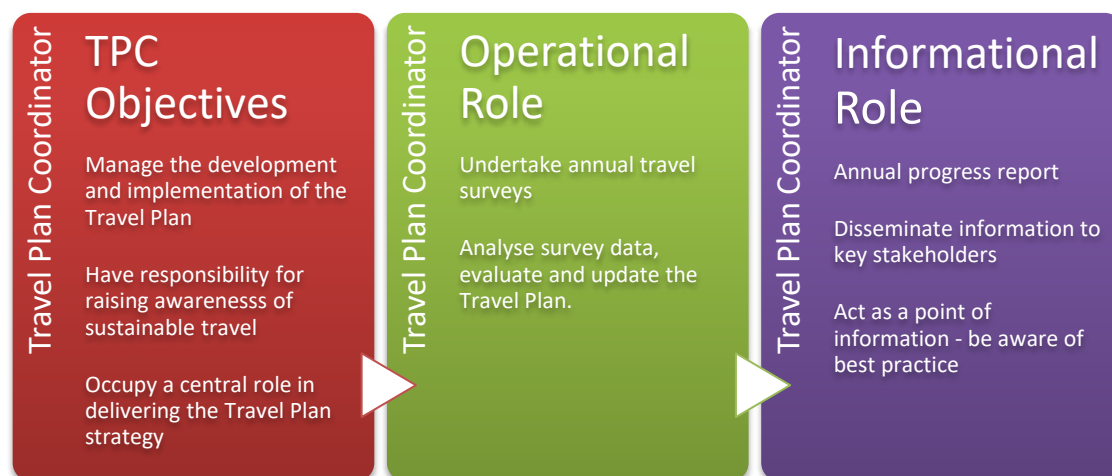 Travel Plan Coordinator
TPC
Objectives
Manage the development
and implementation of the
Travel Plan
Have responsibility for
raising awarenesss of
sustainable travel
Occupy a central role in
delivering the Travel Plan
strategy
Travel Plan Coordinator
Operational
Role
Undertake annual travel
surveys
Analyse survey data,
evaluate and update the
Travel Plan.
Travel Plan Coordinator
Informational
Role
Annual progress report
Disseminate information to
key stakeholders
Act as a point of
information - be aware of
best practice